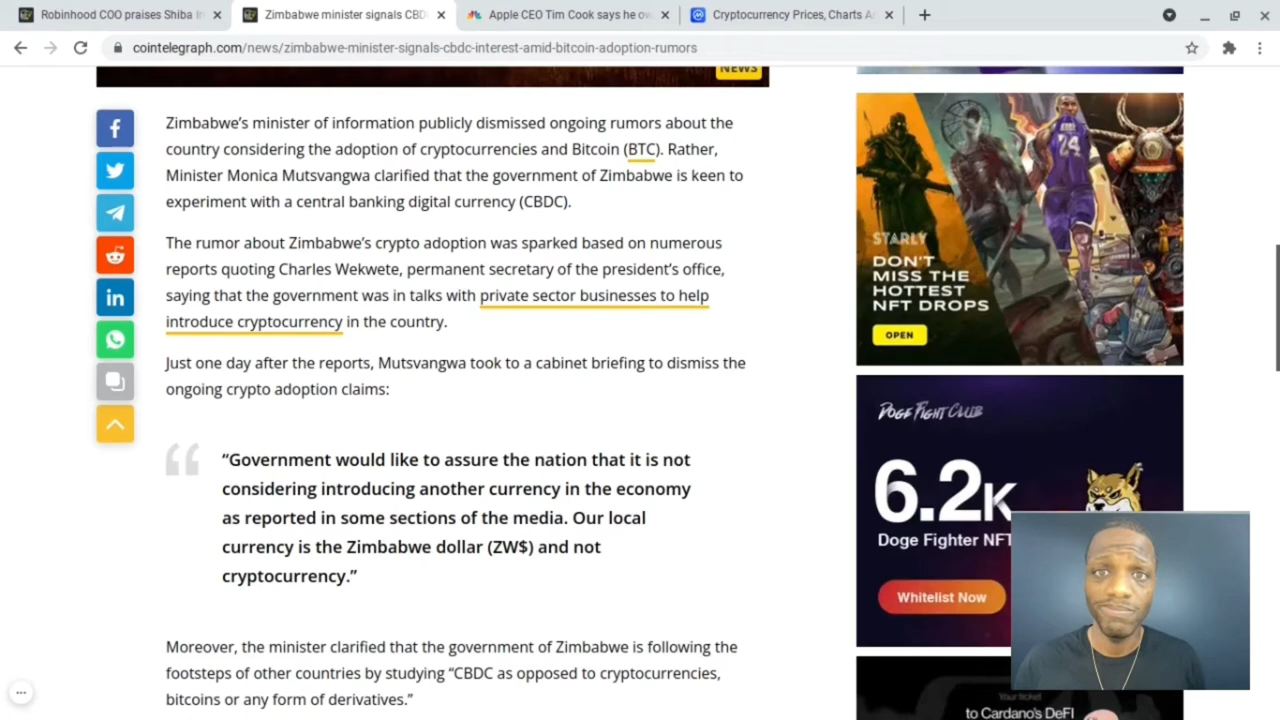 Robinhood COO praises Shiba In
Zimbabwe minister signals CBD
Apple CEO Tim Cook says he ow
Cryptocurrency Prices, Charts A
cointelegraph.com/news/zimbabwe-minister-signals-cbdc-interest-amid-bitcoin-adoption-rumors
NEWS
Zimbabwe's minister of information publicly dismissed ongoing rumors about the
country considering the adoption of cryptocurrencies and Bitcoin (BTC). Rather,
Minister Monica Mutsvangwa clarified that the government of Zimbabwe is keen to
experiment with a central banking digital currency (CBDC).
The rumor about Zimbabwe's crypto adoption was sparked based on numerous
reports quoting Charles Wekwete, permanent secretary of the president's office,
saying that the government was in talks with private sector businesses to help
introduce cryptocurrency in the country.
Just one day after the reports, Mutsvangwa took to a cabinet briefing to dismiss the
ongoing crypto adoption claims:
“Government would like to assure the nation that it is not
considering introducing another currency in the economy
as reported in some sections of the media. Our local
currency is the Zimbabwe dollar (ZW$) and not
cryptocurrency.”
Moreover, the minister clarified that the government of Zimbabwe is following the
footsteps of other countries by studying “CBDC as opposed to cryptocurrencies,
bitcoins or any form of derivatives.”
24
STARLY
DON'T
MISS THE
HOTTEST
NFT DROPS
OPEN
DOGE FIGHT CLUB
6.2K
Doge Fighter NFT
Whitelist Now
Your ticket
to Cardano's DeFI